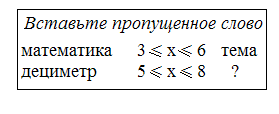 Вставьте пропущенное слово
математика 3 ⩽ x ⩽ 6 тема
дециметр 5 ⩽ x ⩽ 8 ?